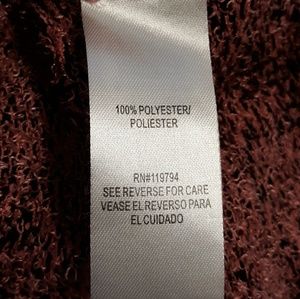 100% POLYESTER/
POLIESTER
RN#119794
SEE REVERSE FOR CARE
VEASE EL REVERSO PARA
EL CUIDADO